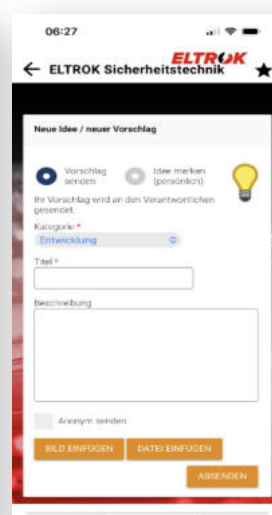 06:27
ELTROK
ELTROK Sicherheitstechnik
Neue Idee / neuer Vorschlag
Vorschlag senden
Idee merken (persönlich)
Ihr Vorschlag wird an den Verantwortlichen
gesendet.
Kategorie *
Entwicklung
Titel *
Beschreibung
Anonym senden
BILD EINFÜGEN
DATEI EINFÜGEN
ABSENDEN